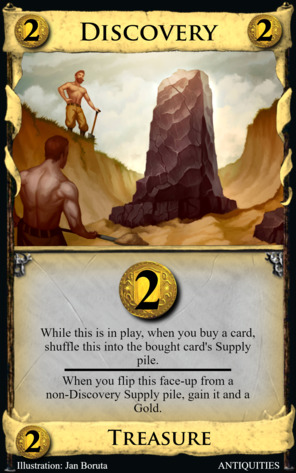 2 DISCOVERY 2
2
While this is in play, when you buy a card,
shuffle this into the bought card's Supply
pile.
When you flip this face-up from a
non-Discovery Supply pile, gain it and a
Gold.
2 TREASURE
Illustration: Jan Boruta ANTIQUITIES